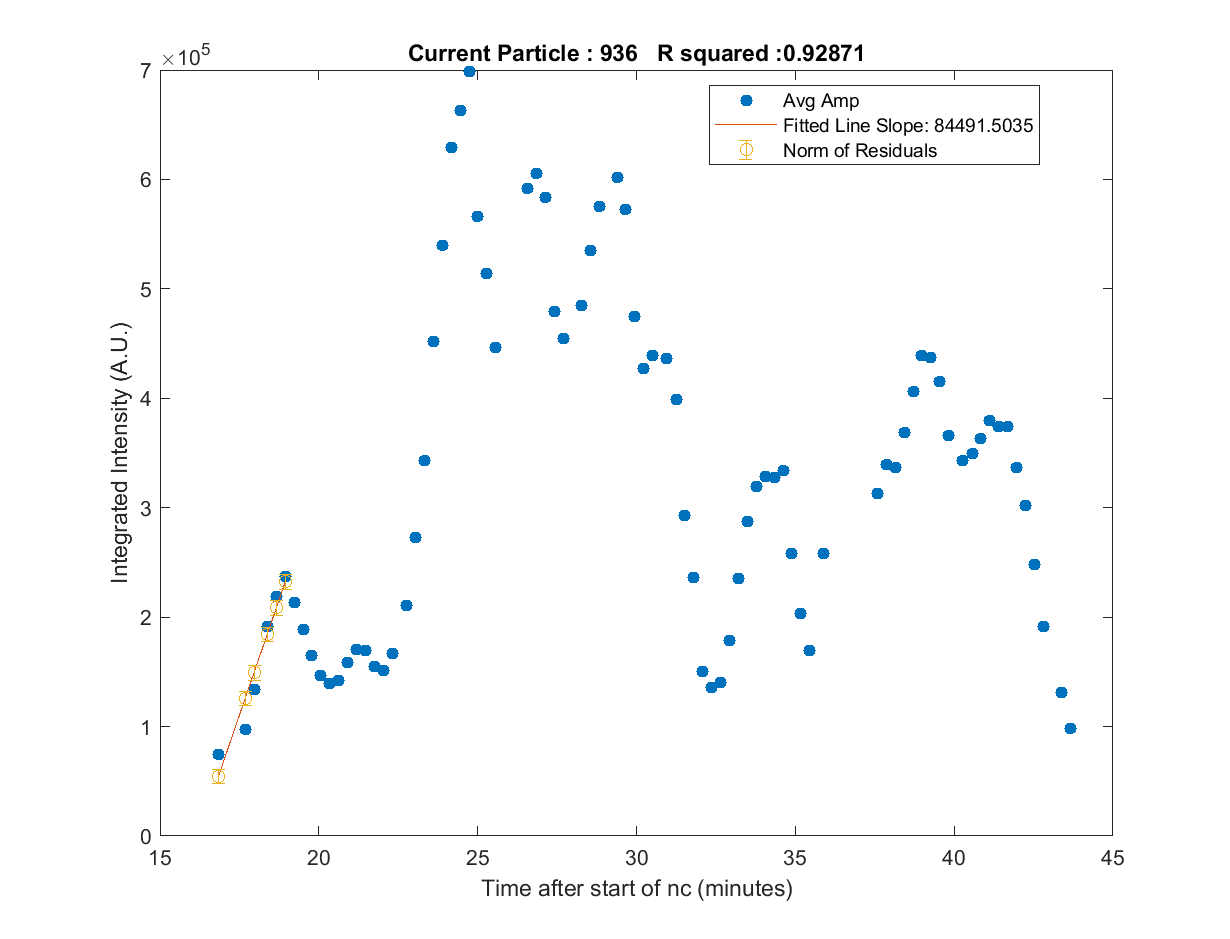 Current Particle : 936   R squared :0.92871
×10^5
Avg Amp
Fitted Line Slope: 84491.5035
Norm of Residuals
7
6
5
4
3
2
1
0
Integrated Intensity (A.U.)
15 20 25 30 35 40 45
Time after start of nc (minutes)